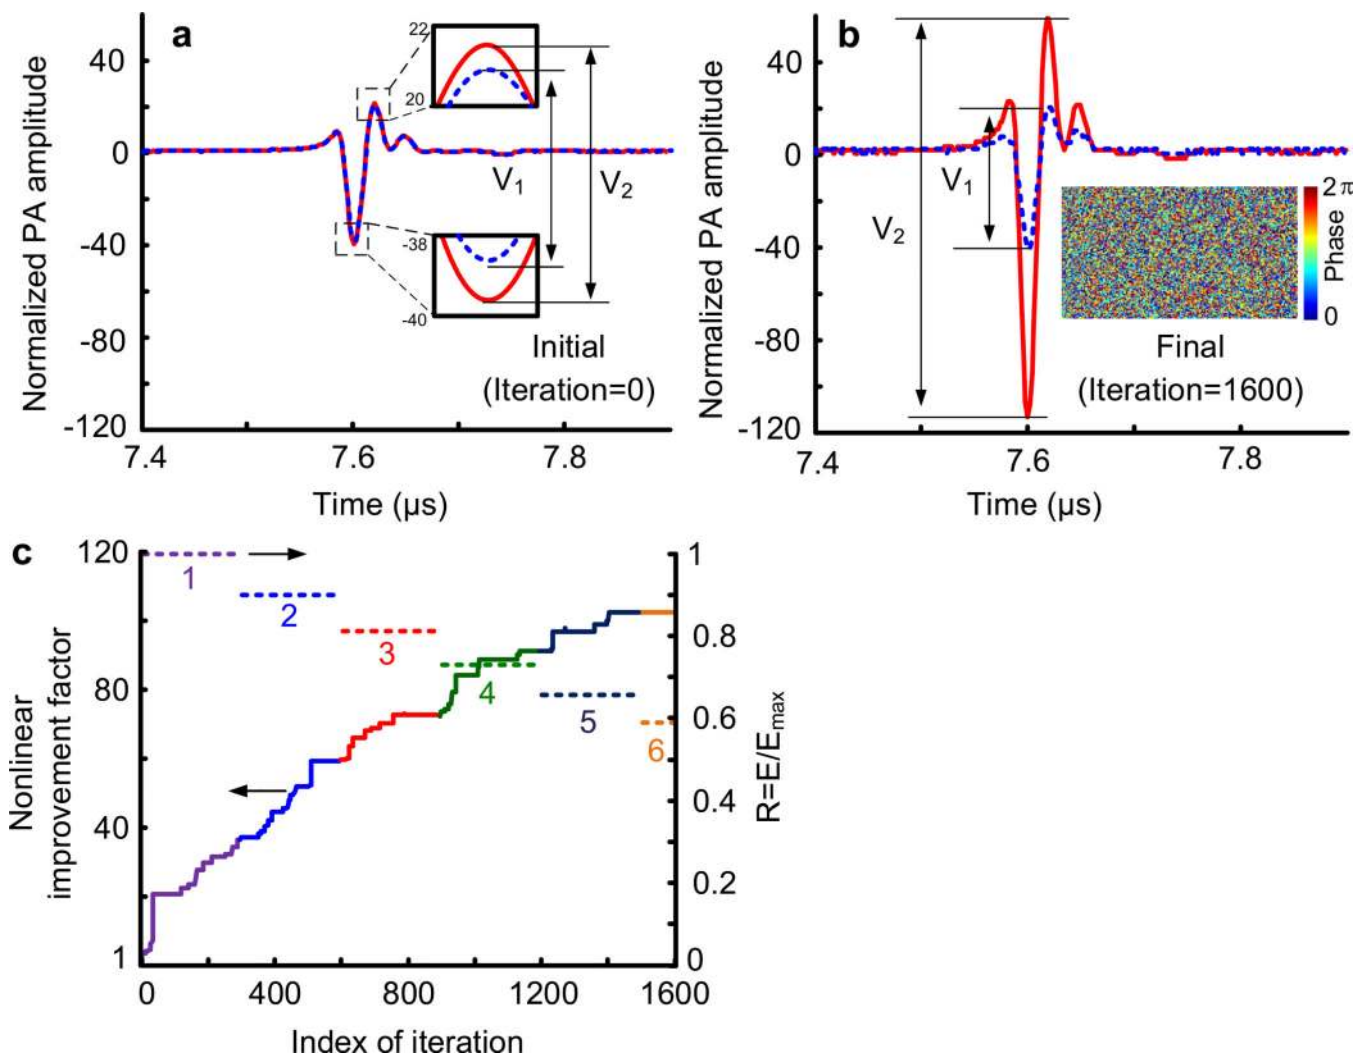 a
Normalized PA amplitude
40
0
-40
-80
-120
22
20
-38
-40
V1
V2
Initial
(Iteration=0)
7.4
7.6
7.8
Time (µs)
b
Normalized PA amplitude
40
0
-40
-80
-120
V1
V2
2π
Phase
0
Final
(Iteration=1600)
7.4
7.6
7.8
Time (µs)
c
Nonlinear
improvement factor
120
80
40
1
1
2
3
4
5
6
1
0.8
0.6
0.4
0.2
0
R=E/Emax
0
400
800
1200
1600
Index of iteration